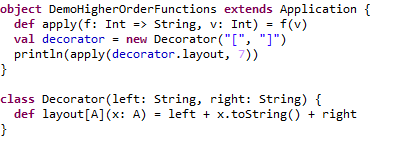 object DemoHigherOrderFunctions extends Application {
  def apply(f: Int => String, v: Int) = f(v)
  val decorator = new Decorator("[", "]")
  println(apply(decorator.layout, 7))
}

class Decorator(left: String, right: String) {
  def layout[A](x: A) = left + x.toString() + right
}